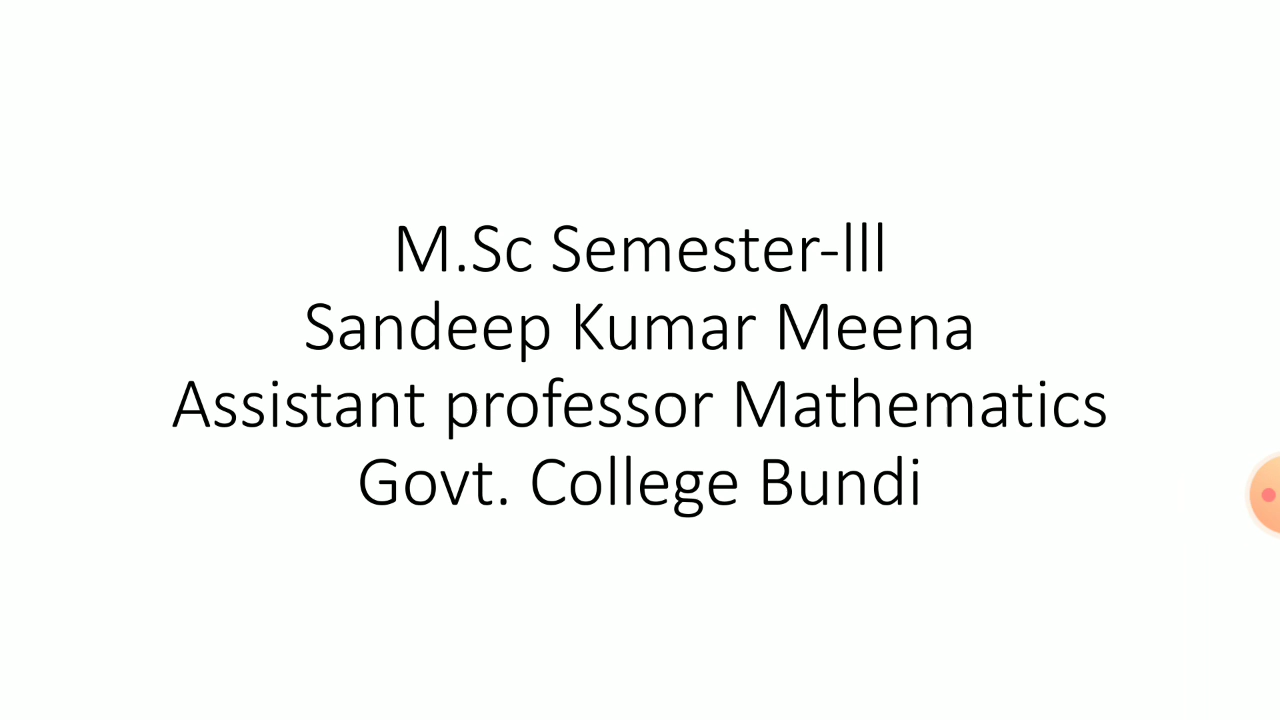 M.Sc Semester-lll
Sandeep Kumar Meena
Assistant professor Mathematics
Govt. College Bundi